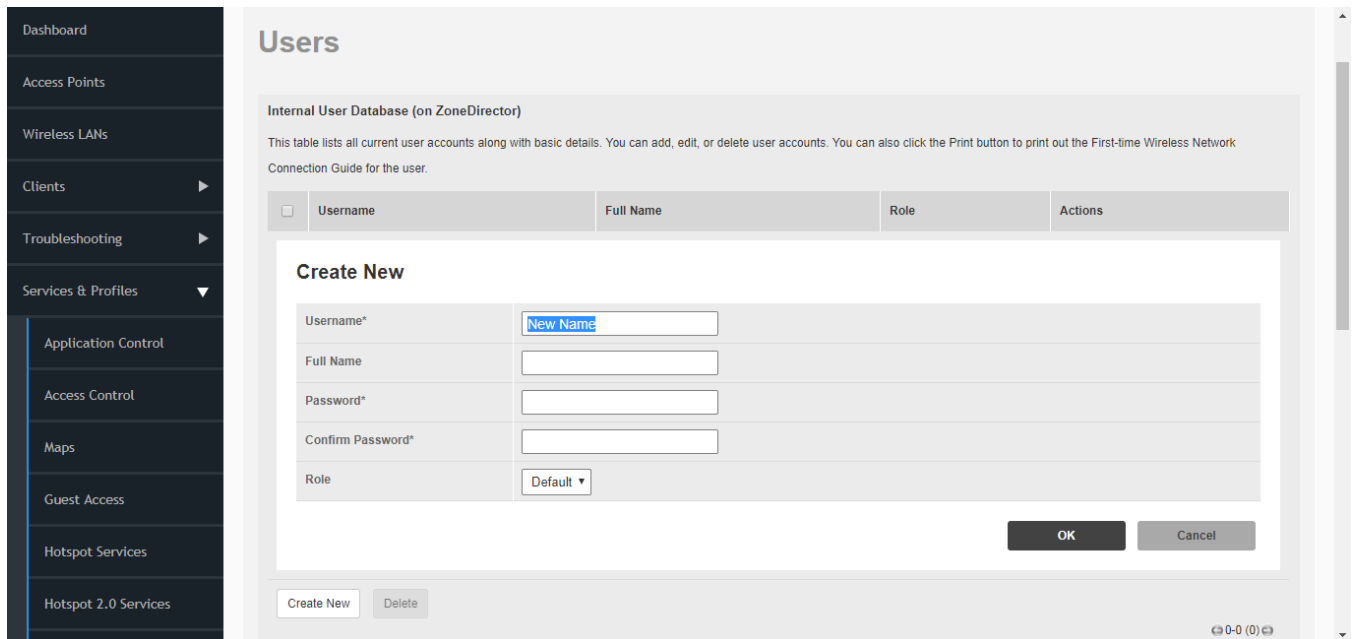 Dashboard
Access Points
Wireless LANs
Clients
Troubleshooting
Services & Profiles
Application Control
Access Control
Maps
Guest Access
Hotspot Services
Hotspot 2.0 Services
Users
Internal User Database (on ZoneDirector)
This table lists all current user accounts along with basic details. You can add, edit, or delete user accounts. You can also click the Print button to print out the First-time Wireless Network
Connection Guide for the user.
Username Full Name Role Actions
Create New
Username* New Name
Full Name
Password*
Confirm Password*
Role Default
OK Cancel
Create New Delete
0-0 (0)